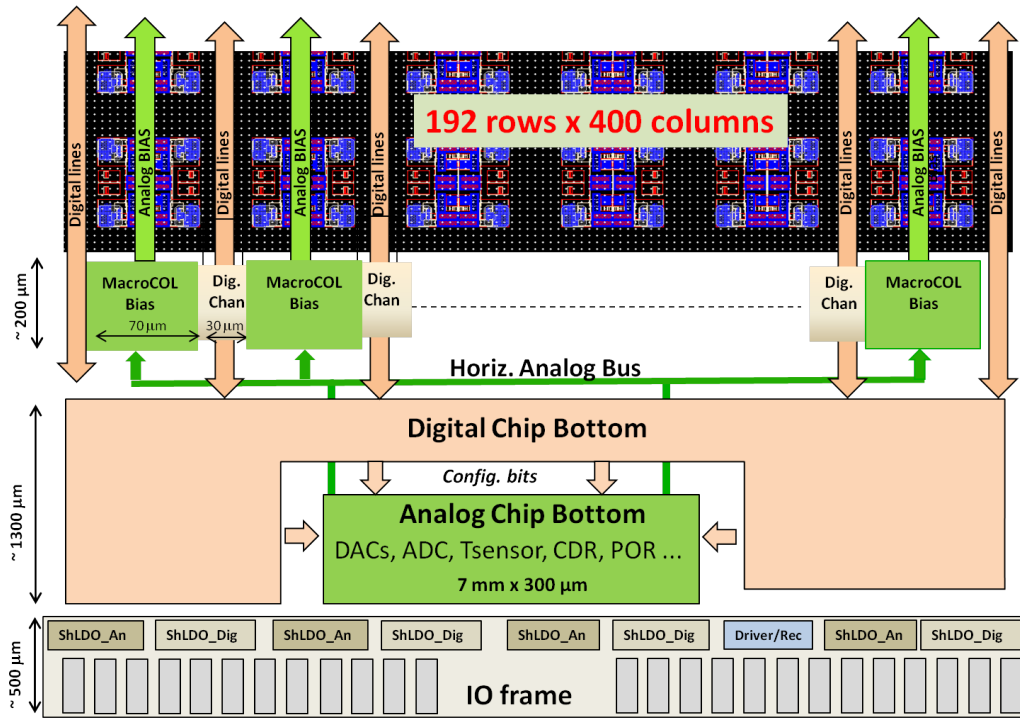 192 rows x 400 columns
Digital lines
Analog BIAS
Digital lines
Analog BIAS
Digital lines
Digital lines
Analog BIAS
Digital lines
~ 200 µm
MacroCOL
Bias
70 µm
Dig.
Chan
30 µm
MacroCOL
Bias
Dig.
Chan
Dig.
Chan
MacroCOL
Bias
Horiz. Analog Bus
~ 1300 µm
Digital Chip Bottom
Config. bits
Analog Chip Bottom
DACs, ADC, Tsensor, CDR, POR ...
7 mm x 300 µm
~ 500 µm
ShLDO_An
ShLDO_Dig
ShLDO_An
ShLDO_Dig
ShLDO_An
ShLDO_Dig
Driver/Rec
ShLDO_An
ShLDO_Dig
IO frame